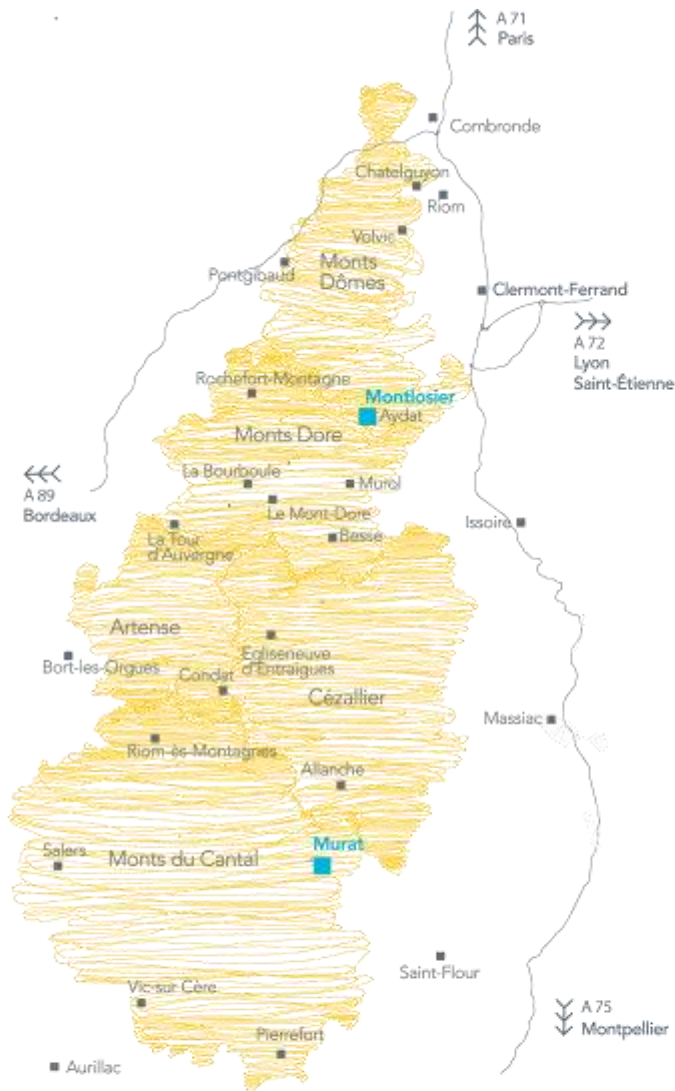 A 71
Paris
Combronde
Chatelguyon
Riom
Volvic
Monts
Dômes
Pontgibaud
Clermont-Ferrand
A 72
Lyon
Saint-Étienne
Rochefort-Montagne
Montlosier
Aydat
Monts Dore
La Bourboule
Murol
A 89
Bordeaux
Le Mont-Dore
Issoire
La Tour
d'Auvergne
Besse
Artense
Egliseneuve
d'Entraigues
Bort-les-Orgues
Condat
Cézallier
Massiac
Riom-ès-Montagnes
Allanche
Murat
Salers
Monts du Cantal
Saint-Flour
Vic-sur Cère
A 75
Montpellier
Pierrefort
Aurillac